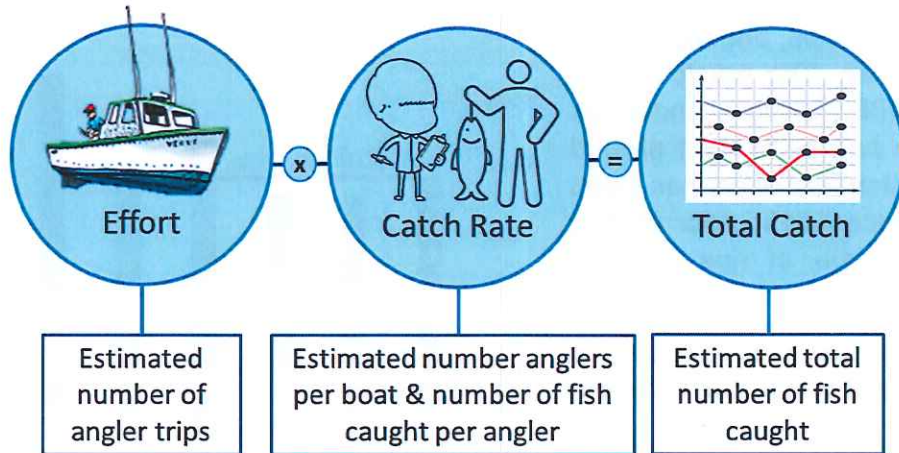 Effort
x
Catch Rate
=
Total Catch
Estimated
number of
angler trips
Estimated number anglers
per boat & number of fish
caught per angler
Estimated total
number of fish
caught